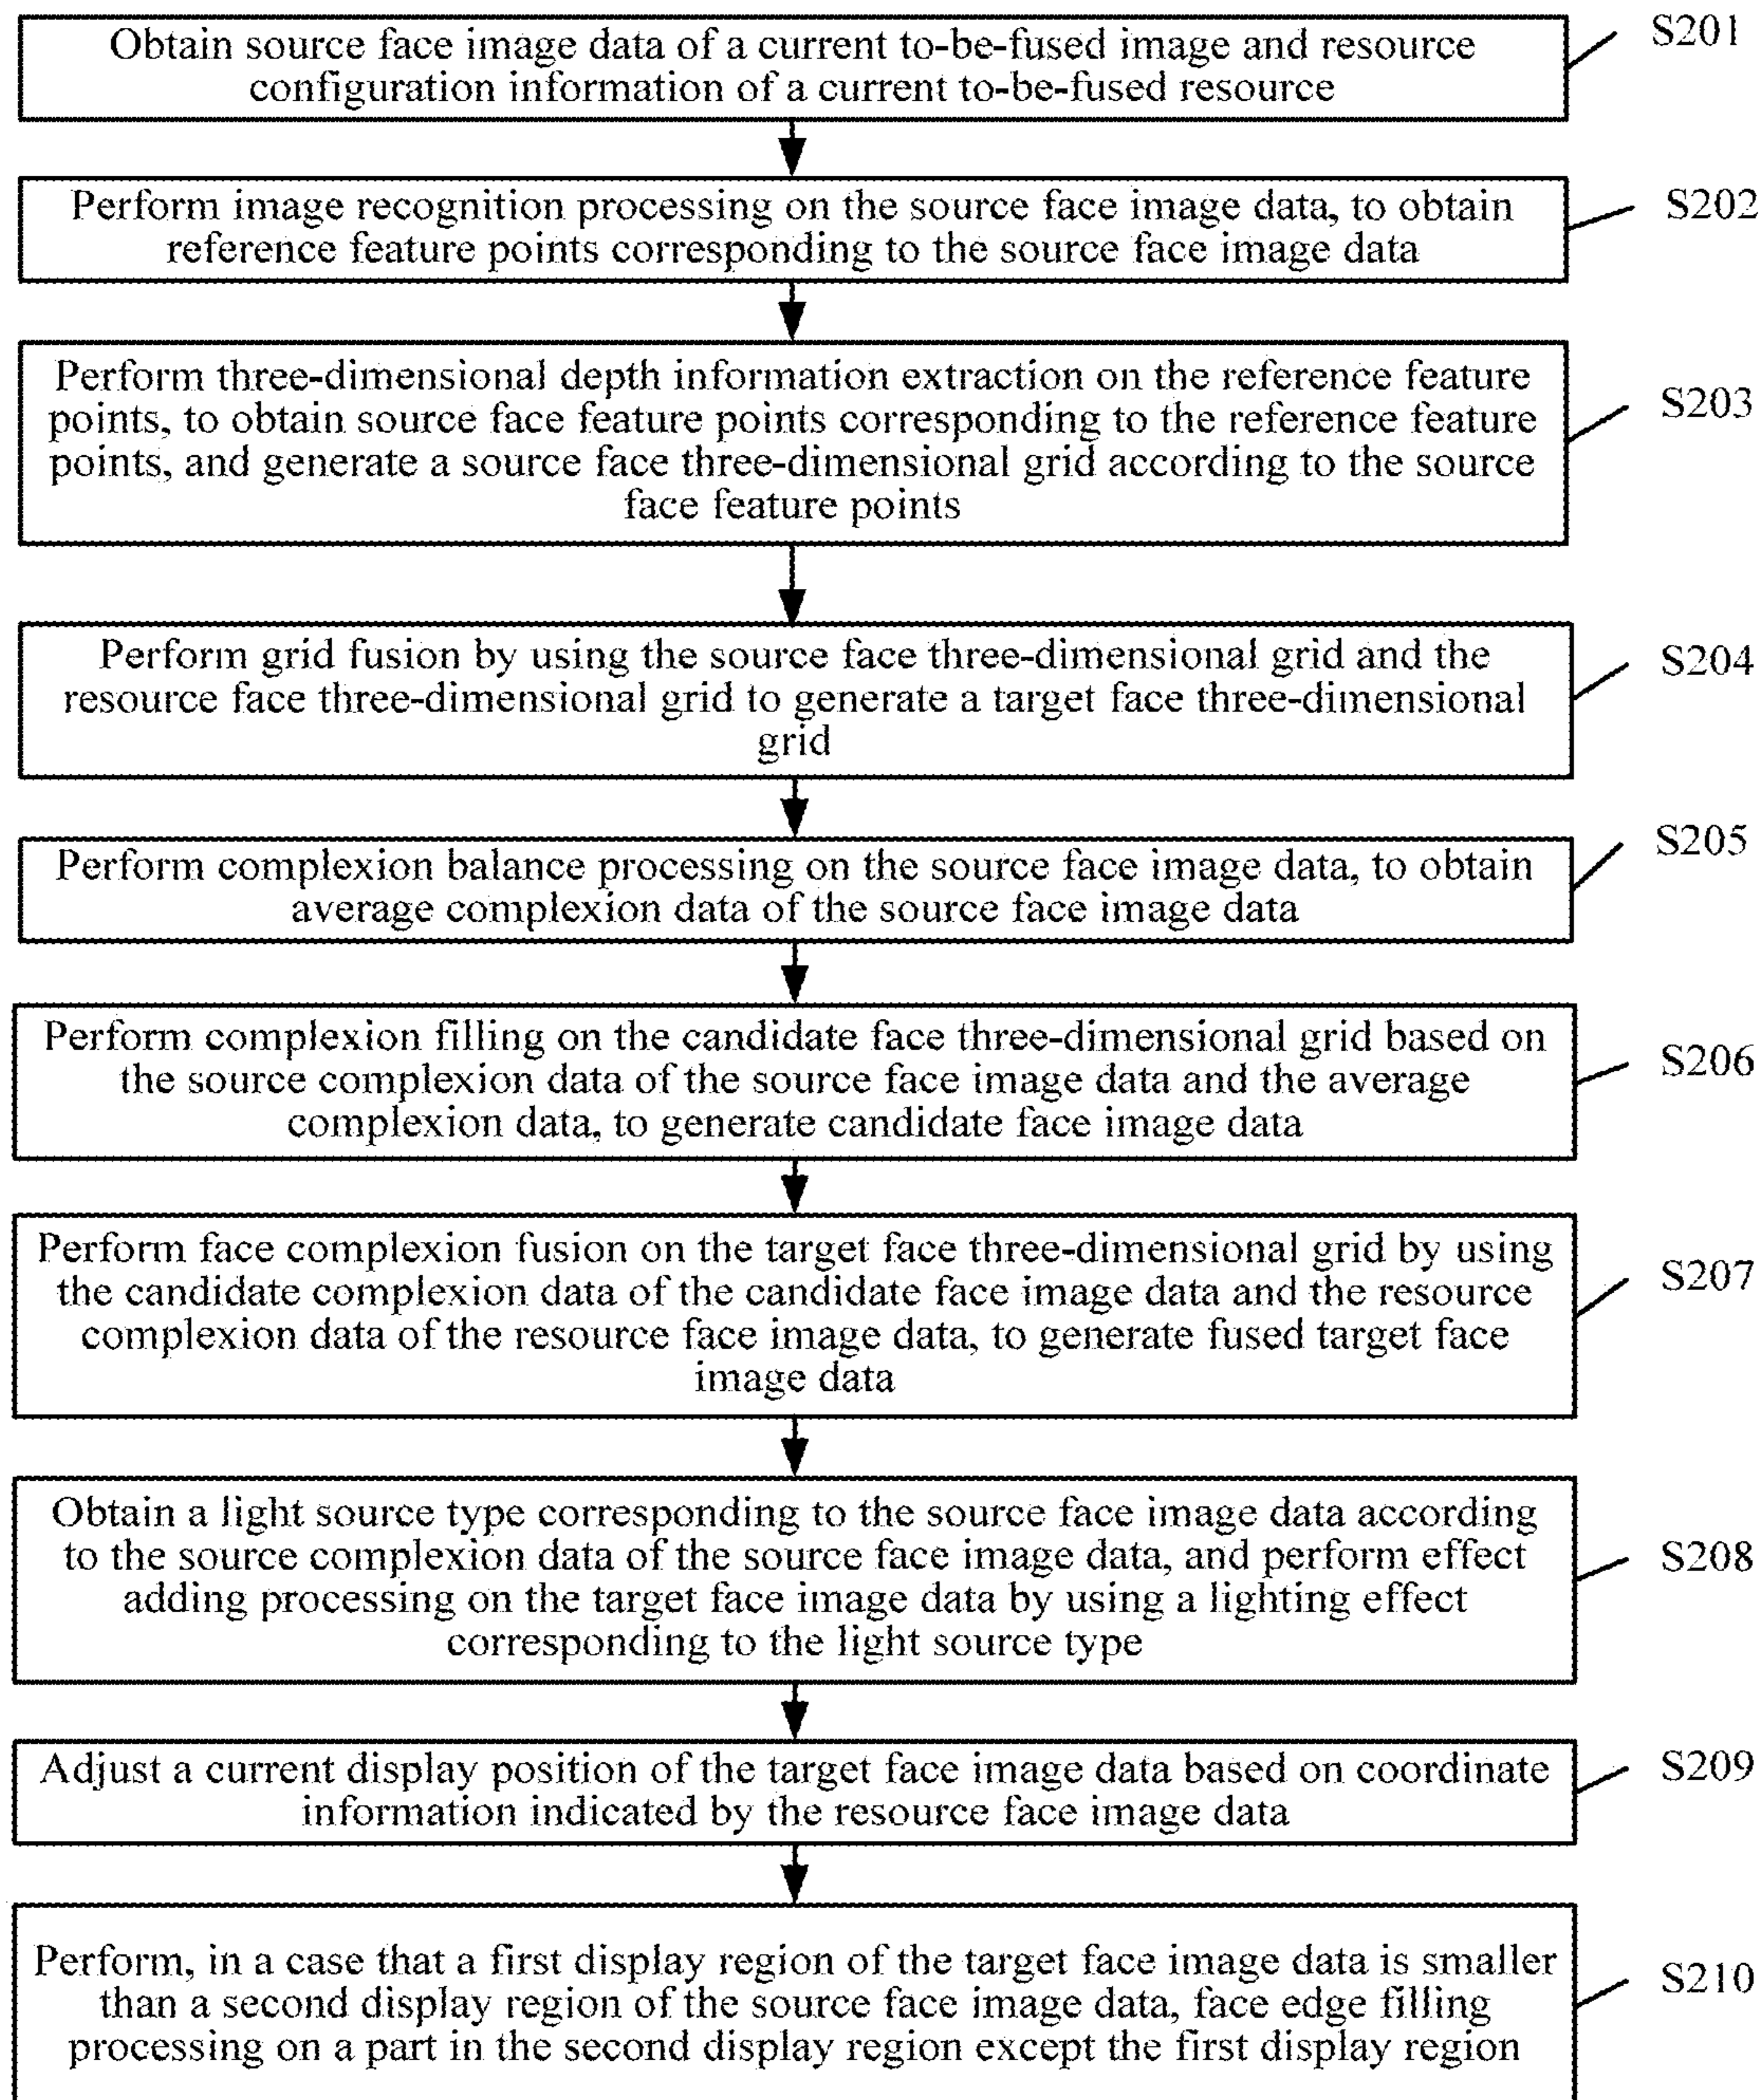 Obtain source face image data of a current to-be-fused image and resource
configuration information of a current to-be-fused resource
S201
Perform image recognition processing on the source face image data, to obtain
reference feature points corresponding to the source face image data
S202
Perform three-dimensional depth information extraction on the reference feature
points, to obtain source face feature points corresponding to the reference feature
points, and generate a source face three-dimensional grid according to the source
face feature points
S203
Perform grid fusion by using the source face three-dimensional grid and the
resource face three-dimensional grid to generate a target face three-dimensional
grid
S204
Perform complexion balance processing on the source face image data, to obtain
average complexion data of the source face image data
S205
Perform complexion filling on the candidate face three-dimensional grid based on
the source complexion data of the source face image data and the average
complexion data, to generate candidate face image data
S206
Perform face complexion fusion on the target face three-dimensional grid by using
the candidate complexion data of the candidate face image data and the resource
complexion data of the resource face image data, to generate fused target face
image data
S207
Obtain a light source type corresponding to the source face image data according
to the source complexion data of the source face image data, and perform effect
adding processing on the target face image data by using a lighting effect
corresponding to the light source type
S208
Adjust a current display position of the target face image data based on coordinate
information indicated by the resource face image data
S209
Perform, in a case that a first display region of the target face image data is smaller
than a second display region of the source face image data, face edge filling
processing on a part in the second display region except the first display region
S210